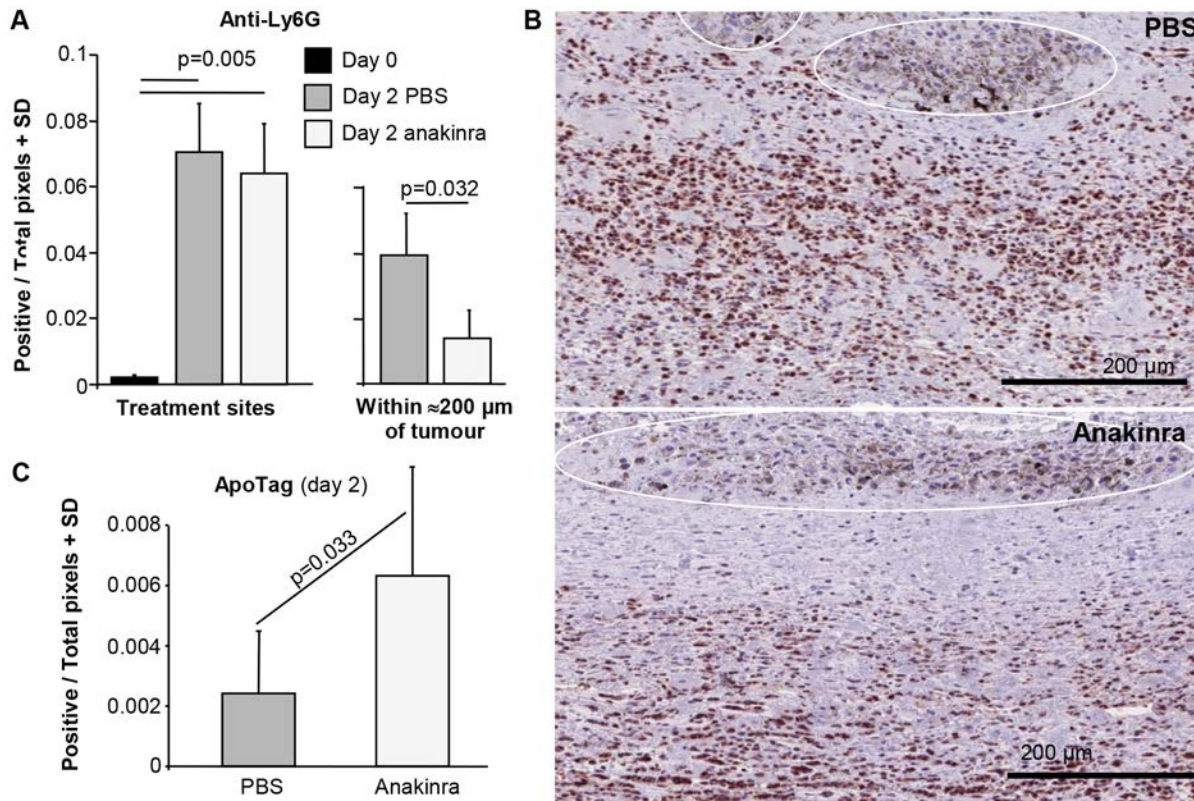 A
Anti-Ly6G
Positive / Total pixels + SD
0.1
0.08
0.06
0.04
0.02
0
p=0.005
Day 0
Day 2 PBS
Day 2 anakinra
p=0.032
Treatment sites
Within ≈200 µm
of tumour
B
PBS
200 µm
Anakinra
200 µm
C
ApoTag (day 2)
Positive / Total pixels + SD
0.008
0.006
0.004
0.002
0
p=0.033
PBS
Anakinra